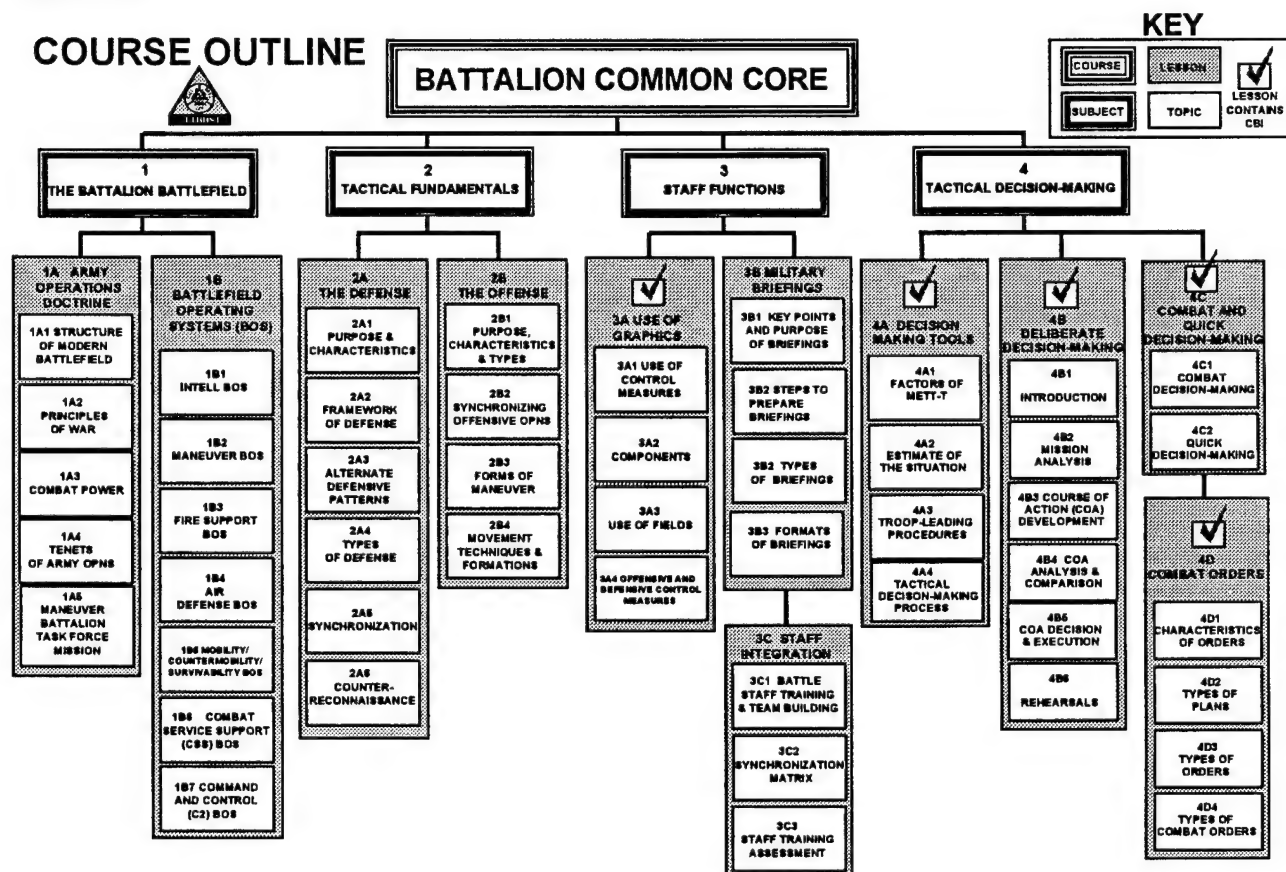 COURSE OUTLINE
BATTALION COMMON CORE
KEY
COURSE
LESSON
LESSON
CONTAINS
CBI
SUBJECT
TOPIC
1
THE BATTALION BATTLEFIELD
2
TACTICAL FUNDAMENTALS
3
STAFF FUNCTIONS
4
TACTICAL DECISION-MAKING
1A ARMY
OPERATIONS
DOCTRINE
1A1 STRUCTURE
OF MODERN
BATTLEFIELD
1A2
PRINCIPLES
OF WAR
1A3
COMBAT POWER
1A4
TENETS
OF ARMY OPNS
1A5
MANEUVER
BATTALION
TASK FORCE
MISSION
1B
BATTLEFIELD
OPERATING
SYSTEMS (BOS)
1B1
INTELL BOS
1B2
MANEUVER BOS
1B3
FIRE SUPPORT
BOS
1B4
AIR
DEFENSE BOS
1B5 MOBILITY/
COUNTERMOBILITY/
SURVIVABILITY BOS
1B6 COMBAT
SERVICE SUPPORT
(CSS) BOS
1B7 COMMAND
AND CONTROL
(C2) BOS
2A
THE DEFENSE
2A1
PURPOSE &
CHARACTERISTICS
2A2
FRAMEWORK
OF DEFENSE
2A3
ALTERNATE
DEFENSIVE
PATTERNS
2A4
TYPES
OF DEFENSE
2A5
SYNCHRONIZATION
2A6
COUNTER-
RECONNAISSANCE
2B
THE OFFENSE
2B1
PURPOSE,
CHARACTERISTICS
& TYPES
2B2
SYNCHRONIZING
OFFENSIVE OPNS
2B3
FORMS OF
MANEUVER
2B4
MOVEMENT
TECHNIQUES &
FORMATIONS
3A USE OF
GRAPHICS
3A1 USE OF
CONTROL
MEASURES
3A2
COMPONENTS
3A3
USE OF FIELDS
3A4 OFFENSIVE AND
DEFENSIVE CONTROL
MEASURES
3B MILITARY
BRIEFINGS
3B1 KEY POINTS
AND PURPOSE
OF BRIEFINGS
3B2 STEPS TO
PREPARE
BRIEFINGS
3B2 TYPES
OF BRIEFINGS
3B3 FORMATS
OF BRIEFINGS
3C STAFF
INTEGRATION
3C1 BATTLE
STAFF TRAINING
& TEAM BUILDING
3C2
SYNCHRONIZATION
MATRIX
3C3
STAFF TRAINING
ASSESSMENT
4A DECISION
MAKING TOOLS
4A1
FACTORS OF
METT-T
4A2
ESTIMATE OF
THE SITUATION
4A3
TROOP-LEADING
PROCEDURES
4A4
TACTICAL
DECISON-MAKING
PROCESS
4B
DELIBERATE
DECISION-MAKING
4B1
INTRODUCTION
4B2
MISSION
ANALYSIS
4B3 COURSE OF
ACTION (COA)
DEVELOPMENT
4B4 COA
ANALYSIS &
COMPARISON
4B5
COA DECISION
& EXECUTION
4B6
REHEARSALS
4C
COMBAT AND
QUICK
DECISION-MAKING
4C1
COMBAT
DECISION-MAKING
4C2
QUICK
DECISION-MAKING
4D
COMBAT ORDERS
4D1
CHARACTERISTICS
OF ORDERS
4D2
TYPES OF
PLANS
4D3
TYPES OF
ORDERS
4D4
TYPES OF
COMBAT ORDERS